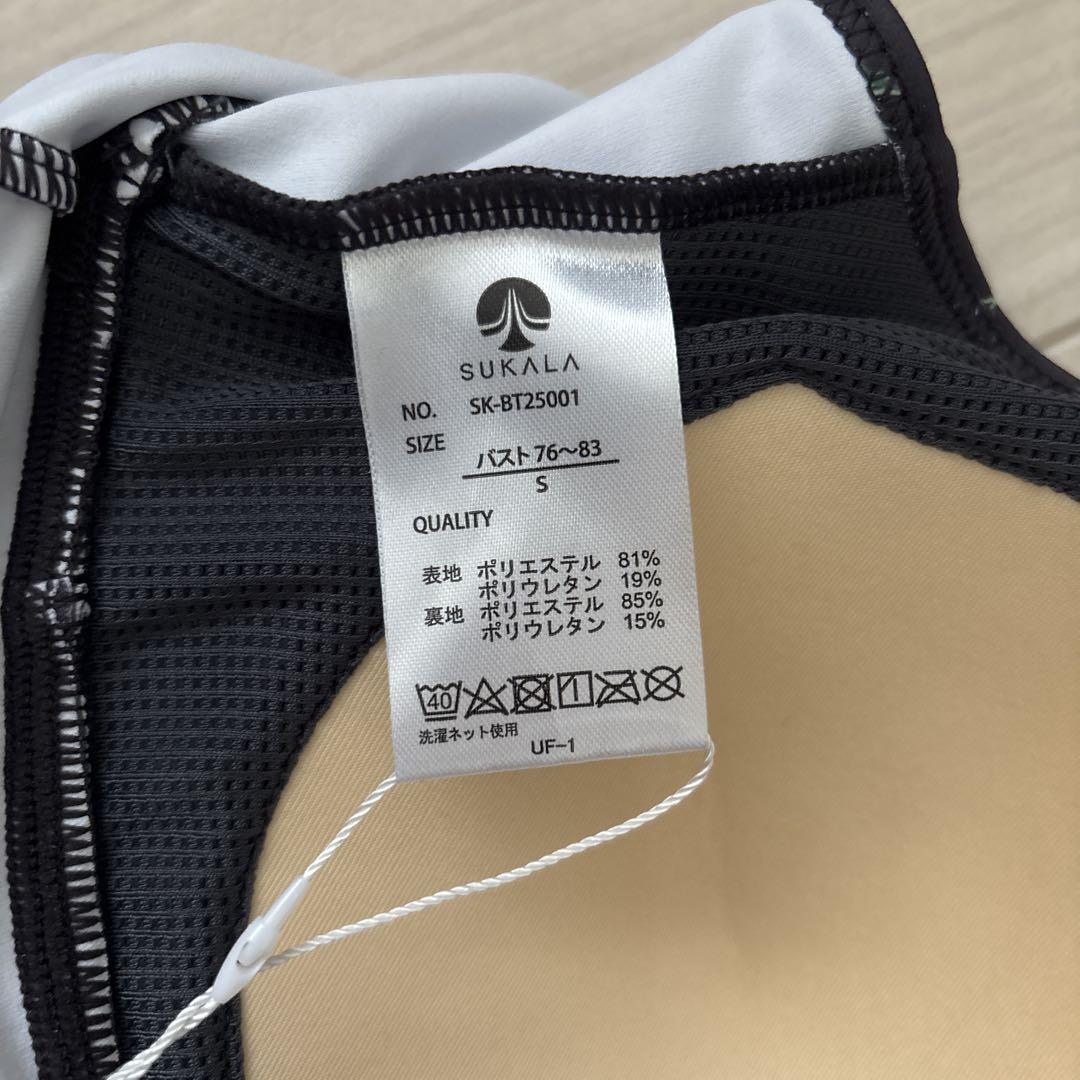 SUKALA
NO. SK-BT25001
SIZE バスト 76〜83
S
QUALITY
表地 ポリエステル 81%
ポリウレタン 19%
裏地 ポリエステル 85%
ポリウレタン 15%
40
洗濯ネット使用
UF-1